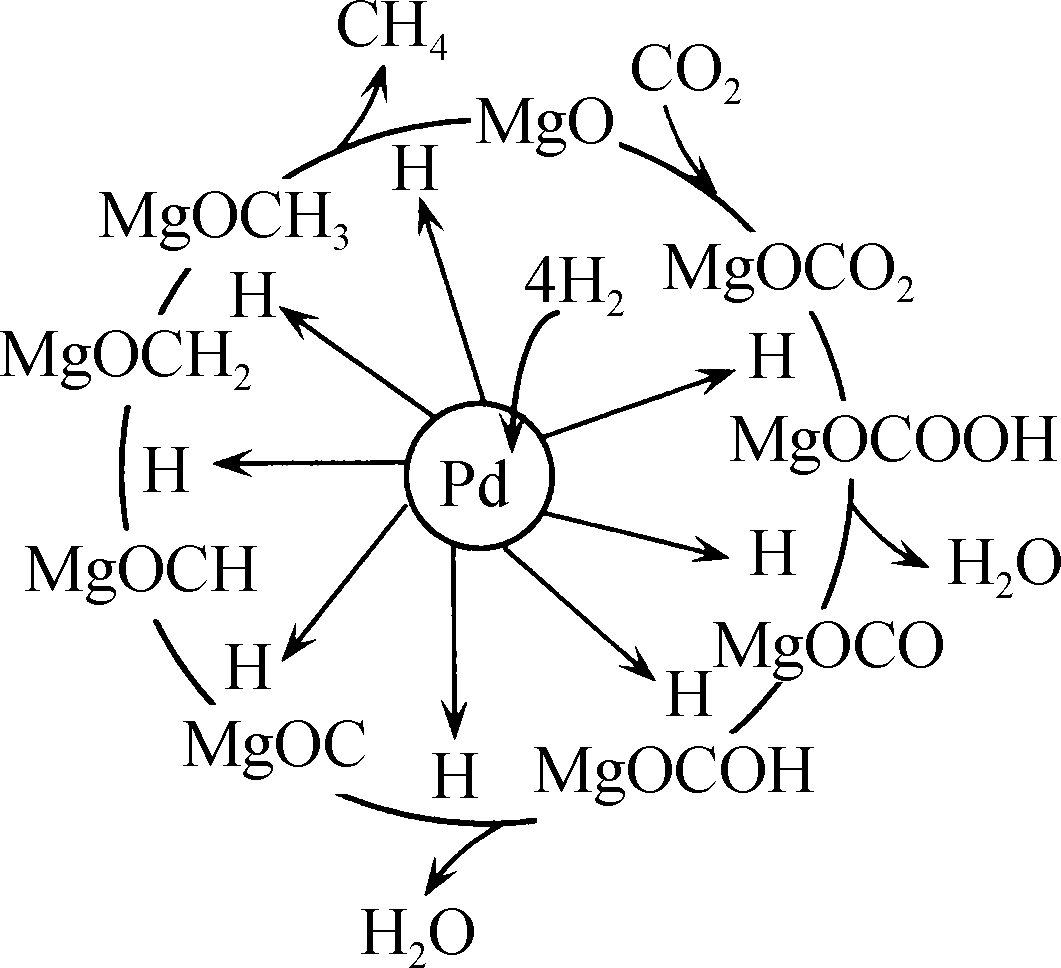 CH₄
CO₂
MgO
H
MgOCH₃
MgOCO₂
4H₂
H
MgOCH₂
H
MgOCOOH
H
Pd
H
H₂O
MgOCH
MgOCO
H
H
MgOC
H
MgOCOH
H₂O